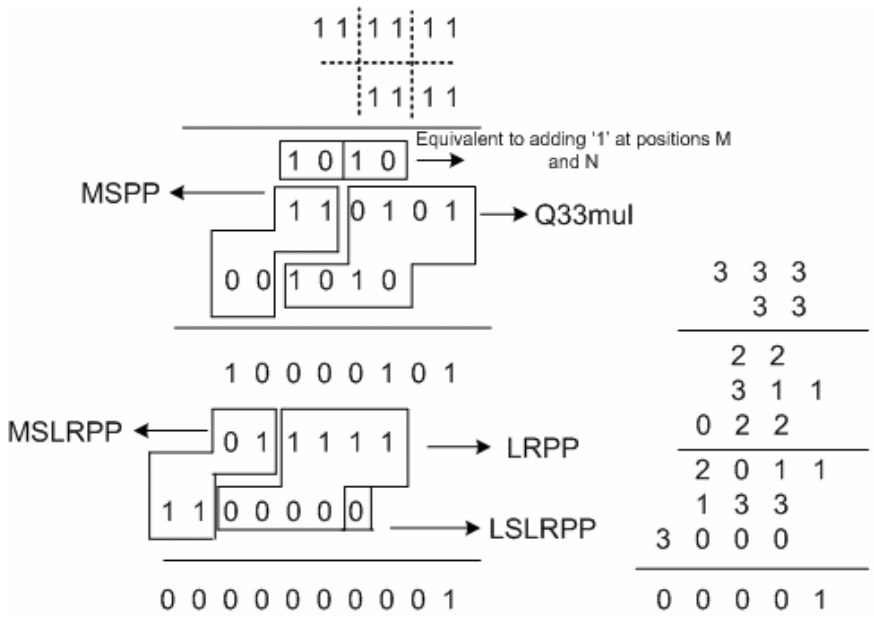 1 1 1 1 1 1
1 1 1 1
1 0 1 0 Equivalent to adding ‘1’ at positions M
and N
MSPP
1 1 0 1 0 1 Q33mul
0 0 1 0 1 0
1 0 0 0 0 1 0 1
MSLRPP
0 1 1 1 1 1 LRPP
1 1 0 0 0 0 0
LSLRPP
0 0 0 0 0 0 0 0 0 1
3 3 3
3 3
2 2
3 1 1
0 2 2
2 0 1 1
1 3 3
3 0 0 0
0 0 0 0 1